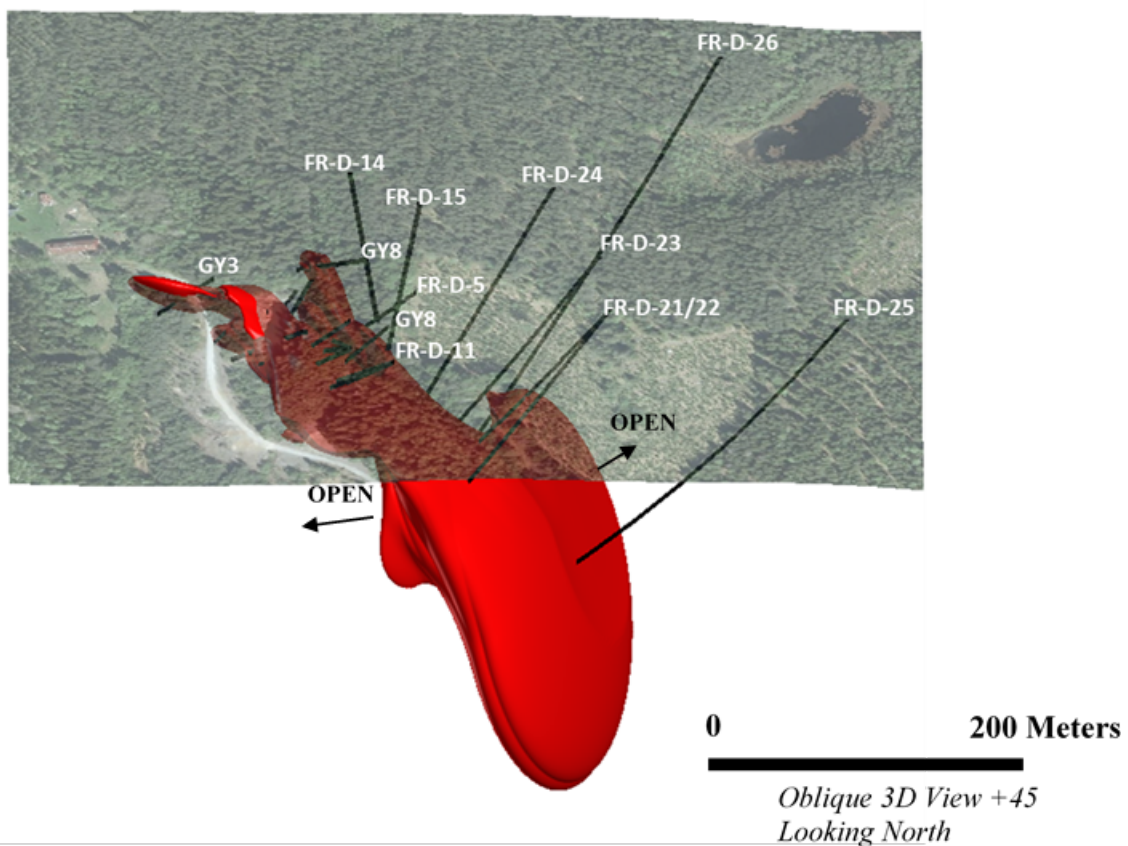 FR-D-26
FR-D-14
FR-D-24
FR-D-15
FR-D-23
GY8
GY3
FR-D-5
FR-D-21/22
FR-D-25
GY8
FR-D-11
OPEN
OPEN
0 200 Meters
Oblique 3D View +45
Looking North